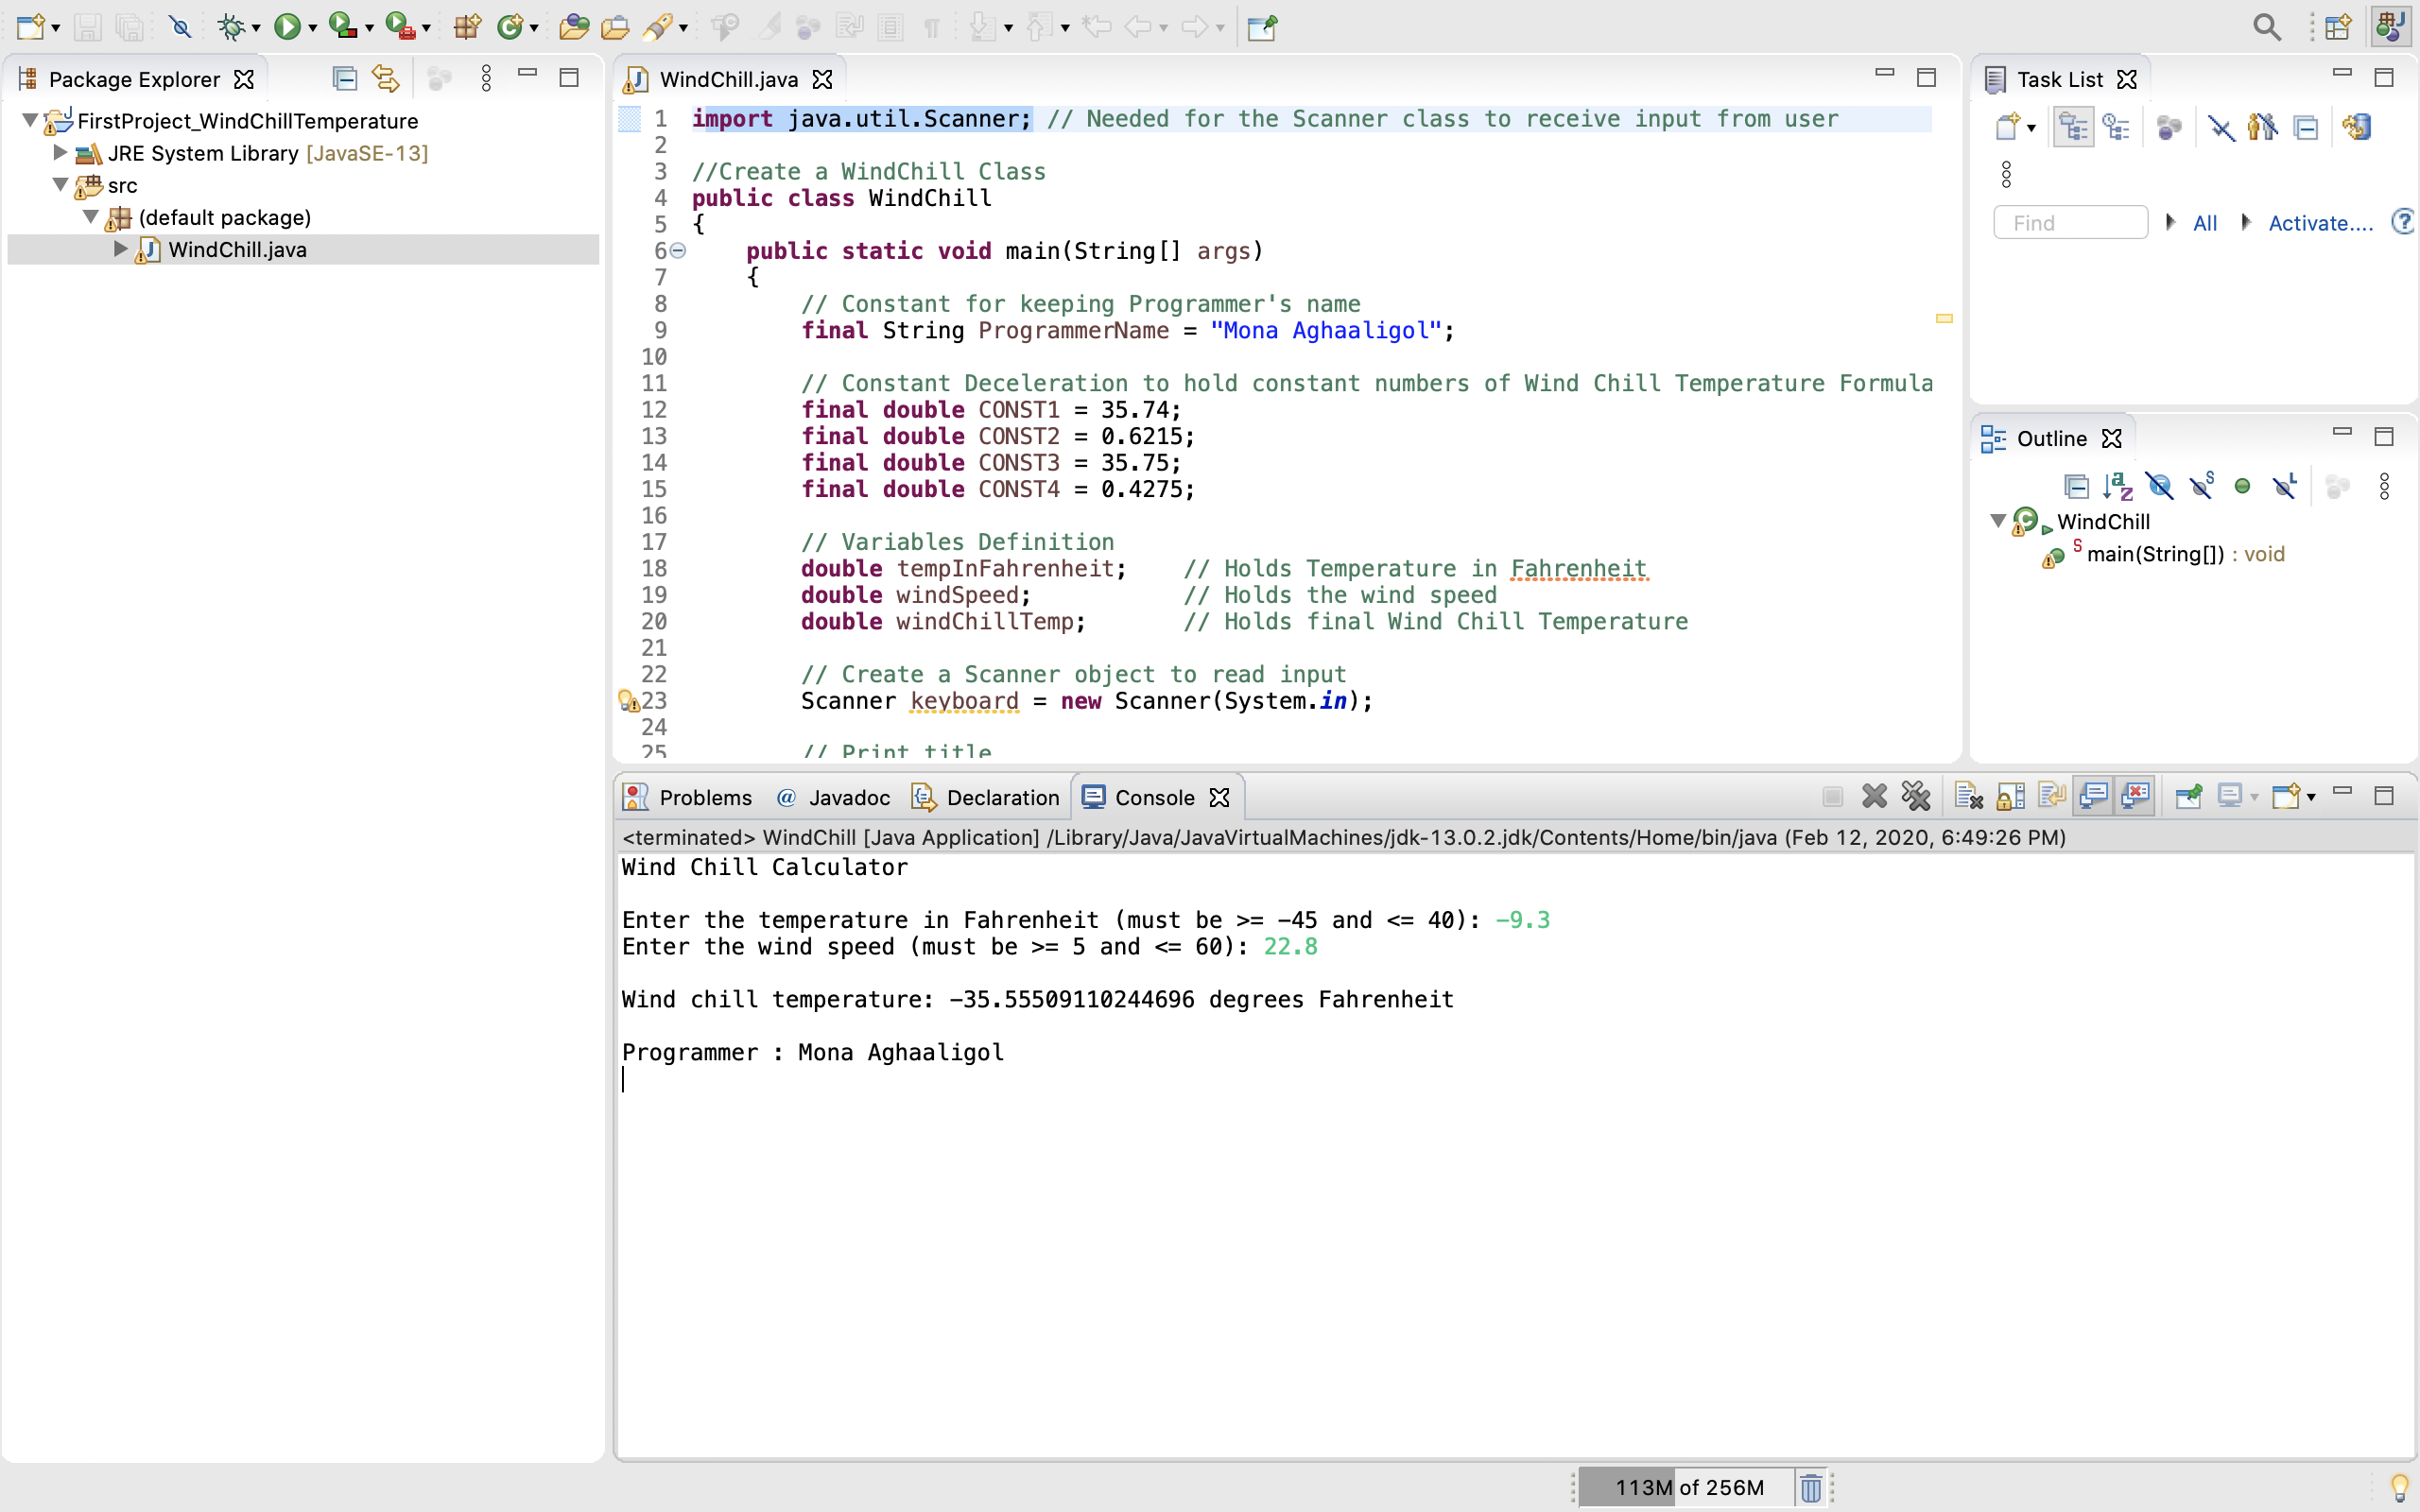 Package Explorer
FirstProject_WindChillTemperature
JRE System Library [JavaSE-13]
src
(default package)
WindChill.java
WindChill.java
1 import java.util.Scanner; // Needed for the Scanner class to receive input from user
2
3 //Create a WindChill Class
4 public class WindChill
5 {
6 public static void main(String[] args)
7 {
8 // Constant for keeping Programmer's name
9 final String ProgrammerName = "Mona Aghaaligol";
10
11 // Constant Deceleration to hold constant numbers of Wind Chill Temperature Formula
12 final double CONST1 = 35.74;
13 final double CONST2 = 0.6215;
14 final double CONST3 = 35.75;
15 final double CONST4 = 0.4275;
16
17 // Variables Definition
18 double tempInFahrenheit; // Holds Temperature in Fahrenheit
19 double windSpeed; // Holds the wind speed
20 double windChillTemp; // Holds final Wind Chill Temperature
21
22 // Create a Scanner object to read input
23 Scanner keyboard = new Scanner(System.in);
24
25 // Print title
Task List
Find
All
Activate....
Outline
WindChill
main(String[]) : void
Problems
Javadoc
Declaration
Console
<terminated> WindChill [Java Application] /Library/Java/JavaVirtualMachines/jdk-13.0.2.jdk/Contents/Home/bin/java (Feb 12, 2020, 6:49:26 PM)
Wind Chill Calculator
Enter the temperature in Fahrenheit (must be >= -45 and <= 40): -9.3
Enter the wind speed (must be >= 5 and <= 60): 22.8
Wind chill temperature: -35.55509110244696 degrees Fahrenheit
Programmer : Mona Aghaaligol
113M of 256M